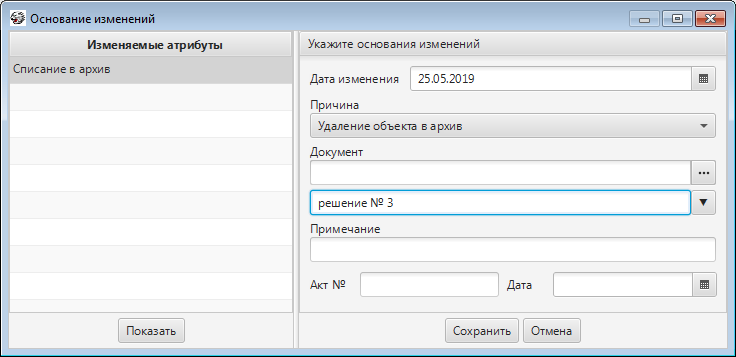 Основание изменений
Изменяемые атрибуты
Списание в архив
Показать
Укажите основания изменений
Дата изменения 25.05.2019
Причина
Удаление объекта в архив
Документ
...
решение № 3
Примечание
Акт № Дата
Сохранить Отмена